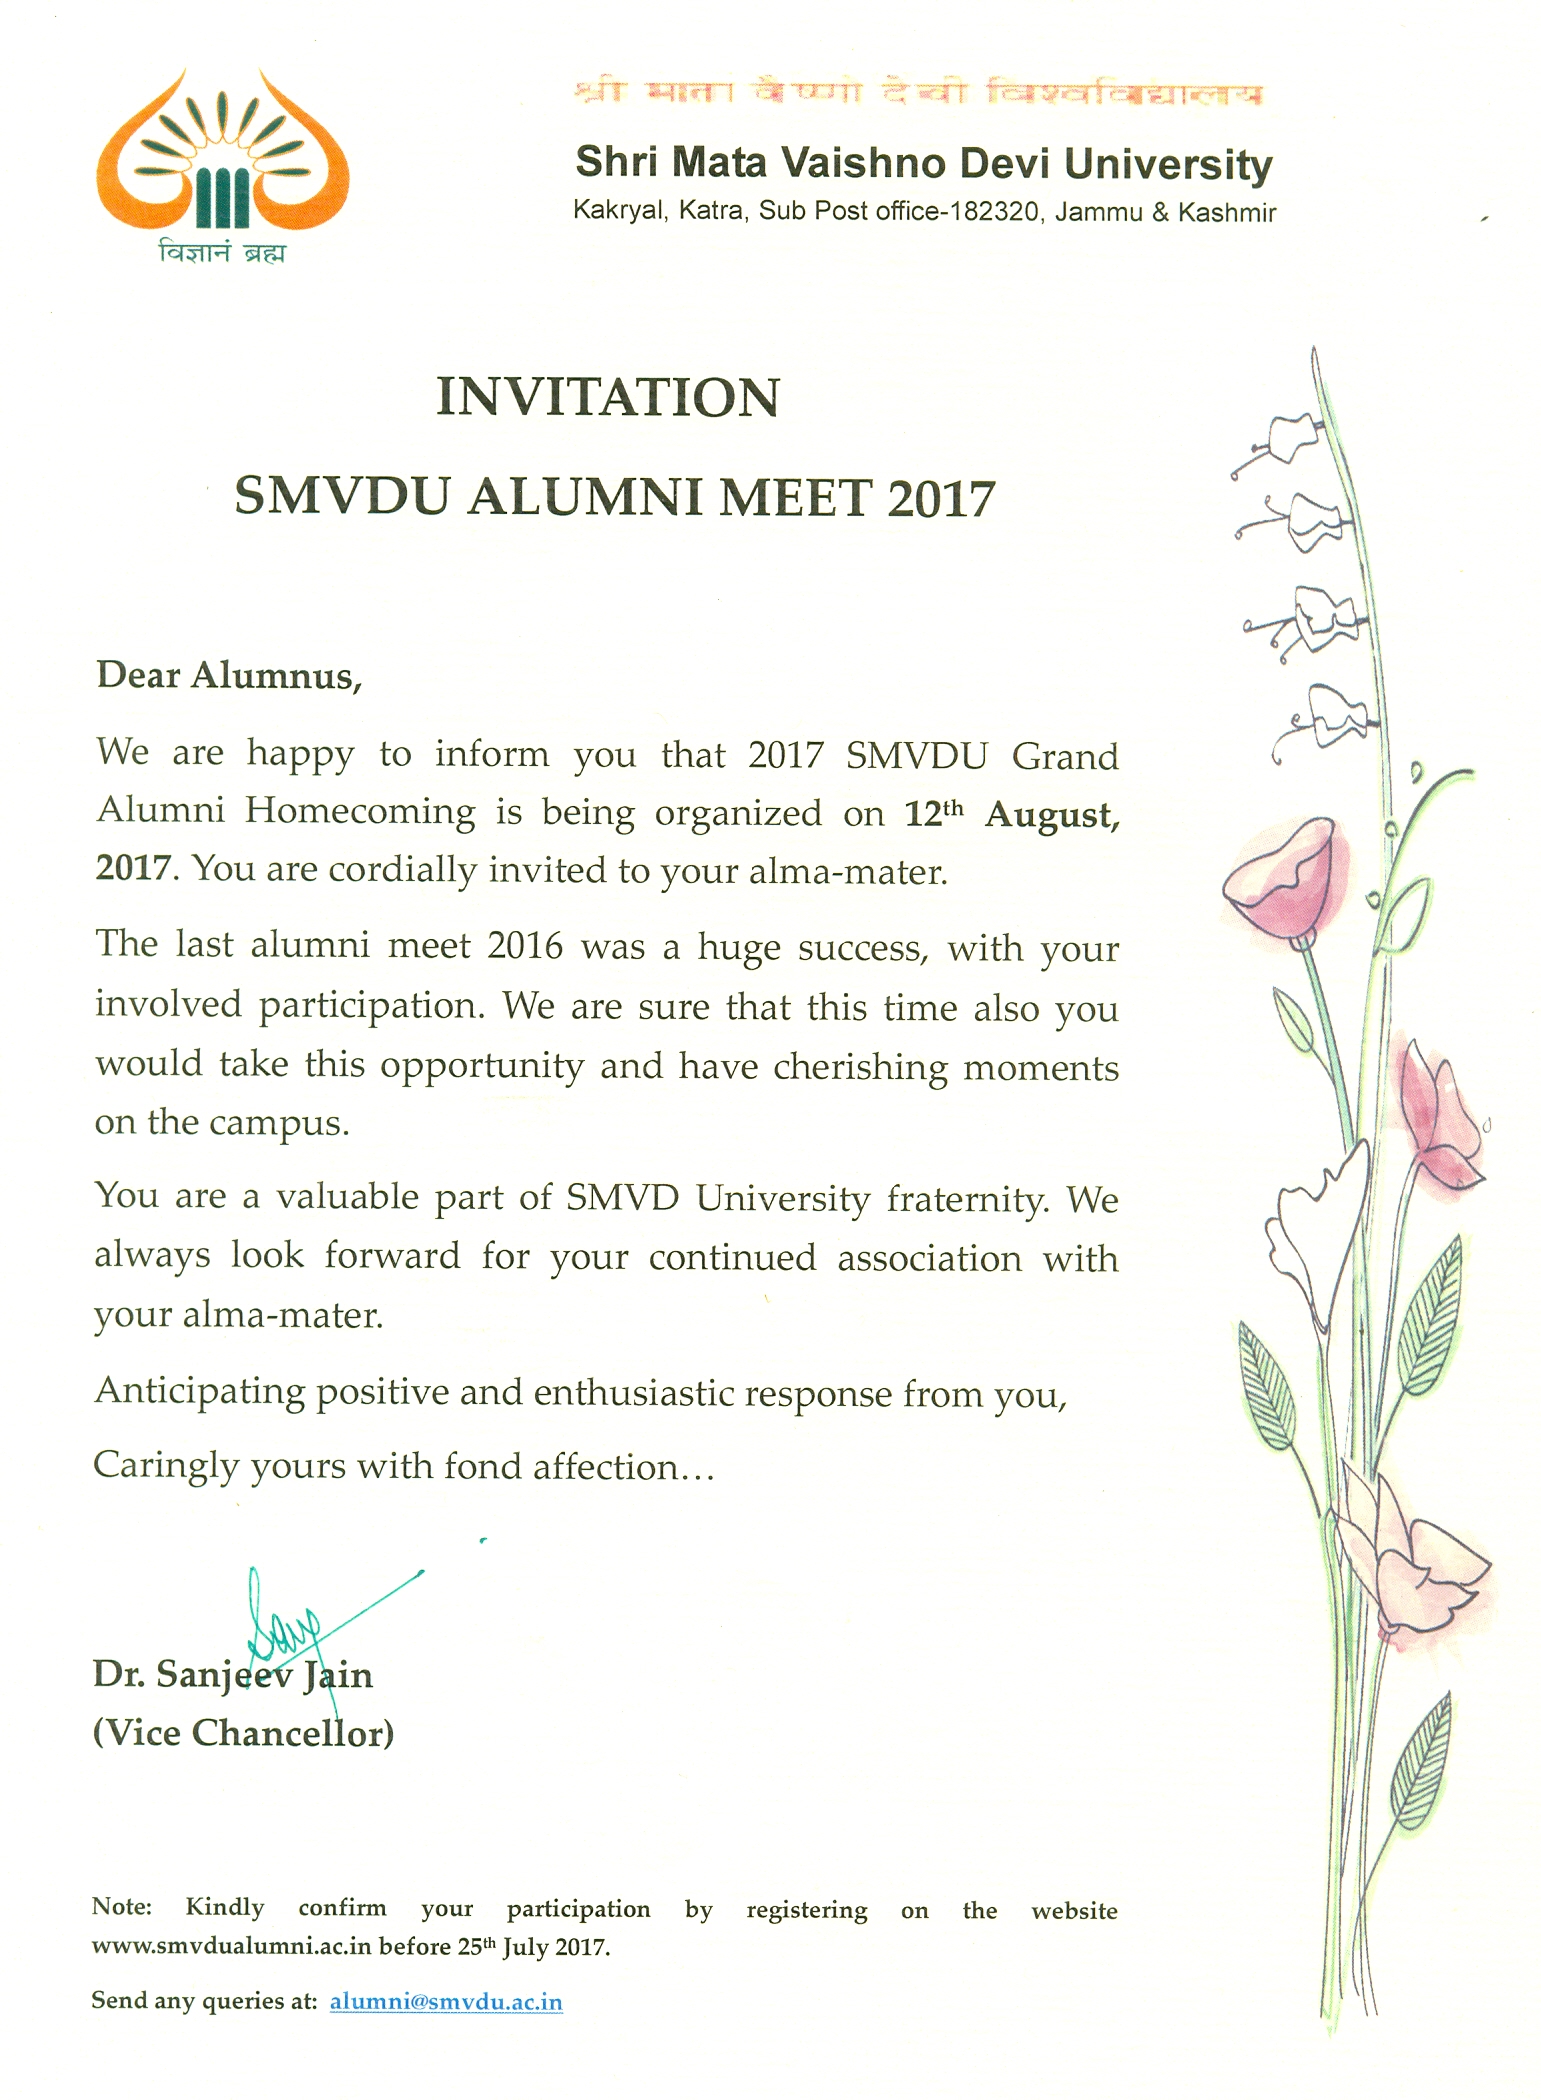 श्री माता वैष्णो देवी विश्वविद्यालय
Shri Mata Vaishno Devi University
Kakryal, Katra, Sub Post office-182320, Jammu & Kashmir
विज्ञानं ब्रह्म
INVITATION
SMVDU ALUMNI MEET 2017
Dear Alumnus,
We are happy to inform you that 2017 SMVDU Grand
Alumni Homecoming is being organized on 12th August,
2017. You are cordially invited to your alma-mater.
The last alumni meet 2016 was a huge success, with your
involved participation. We are sure that this time also you
would take this opportunity and have cherishing moments
on the campus.
You are a valuable part of SMVD University fraternity. We
always look forward for your continued association with
your alma-mater.
Anticipating positive and enthusiastic response from you,
Caringly yours with fond affection…
Dr. Sanjeev Jain
(Vice Chancellor)
Note: Kindly confirm your participation by registering on the website
www.smvdualumni.ac.in before 25th July 2017.
Send any queries at: alumni@smvdu.ac.in